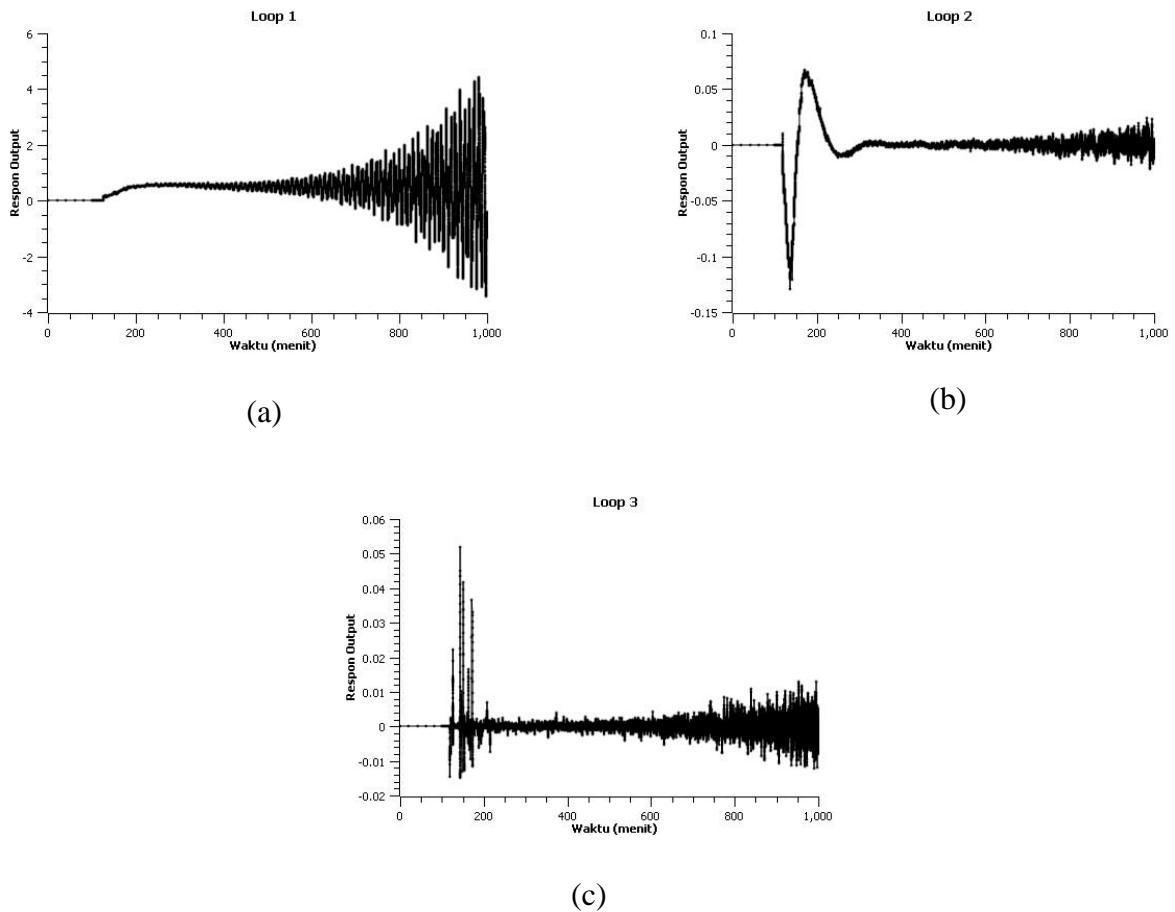 Loop 1
6
4
2
0
-2
-4
Respon Output
0 200 400 600 800 1,000
Waktu (menit)
(a)
Loop 2
0.1
0.05
0
-0.05
-0.1
-0.15
Respon Output
0 200 400 600 800 1,000
Waktu (menit)
(b)
Loop 3
0.06
0.05
0.04
0.03
0.02
0.01
0
-0.01
-0.02
Respon Output
0 200 400 600 800 1,000
Waktu (menit)
(c)